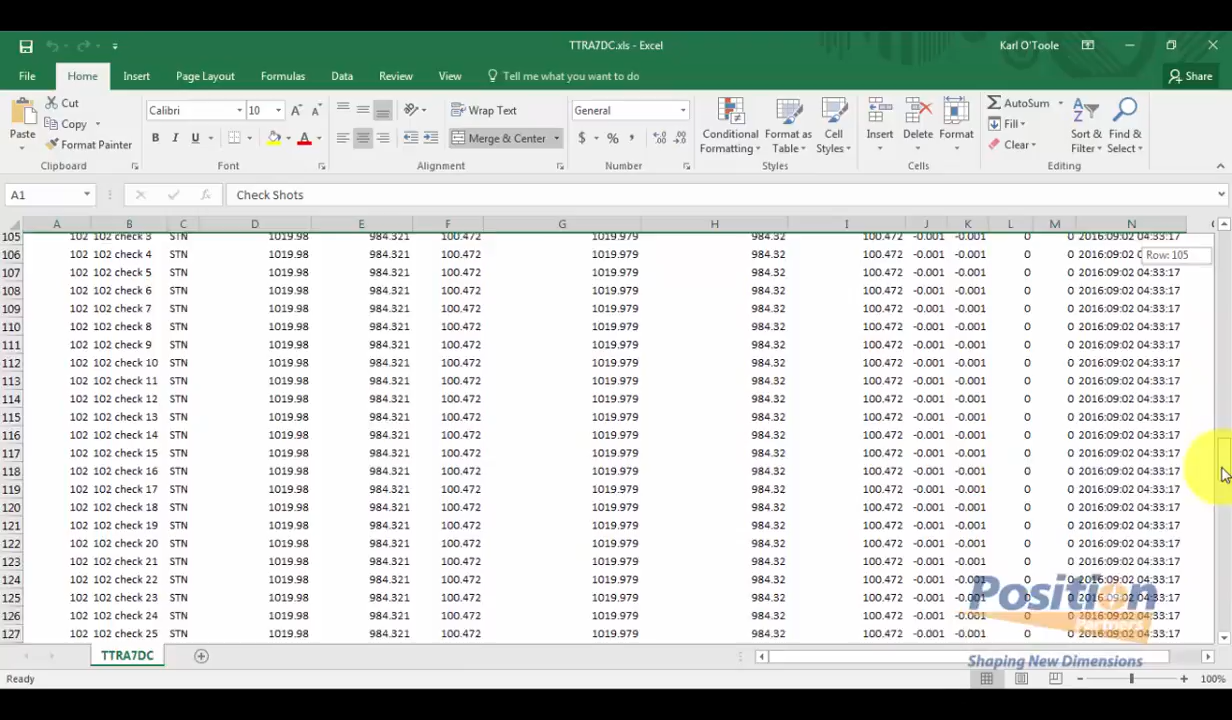 TTRA7DC.xls - Excel
Karl O'Toole
File Home Insert Page Layout Formulas Data Review View Tell me what you want to do Share
Paste
Cut
Copy
Format Painter
Clipboard
Calibri 10
B I U
Font
Wrap Text
Merge & Center
Alignment
General
$ % ,
Number
Conditional
Formatting
Format as
Table
Cell
Styles
Styles
Insert
Delete
Format
Cells
AutoSum
Fill
Clear
Sort &
Filter
Find &
Select
Editing
A1 fx Check Shots
A B C D E F G H I J K L M N
105 102 102 check 3 STN 1019.98 984.321 100.472 1019.979 984.32 100.472 -0.001 -0.001 0 0 2016:09:02 04:33:17
Row: 105
106 102 102 check 4 STN 1019.98 984.321 100.472 1019.979 984.32 100.472 -0.001 -0.001 0 0 2016:09:02 04:33:17
107 102 102 check 5 STN 1019.98 984.321 100.472 1019.979 984.32 100.472 -0.001 -0.001 0 0 2016:09:02 04:33:17
108 102 102 check 6 STN 1019.98 984.321 100.472 1019.979 984.32 100.472 -0.001 -0.001 0 0 2016:09:02 04:33:17
109 102 102 check 7 STN 1019.98 984.321 100.472 1019.979 984.32 100.472 -0.001 -0.001 0 0 2016:09:02 04:33:17
110 102 102 check 8 STN 1019.98 984.321 100.472 1019.979 984.32 100.472 -0.001 -0.001 0 0 2016:09:02 04:33:17
111 102 102 check 9 STN 1019.98 984.321 100.472 1019.979 984.32 100.472 -0.001 -0.001 0 0 2016:09:02 04:33:17
112 102 102 check 10 STN 1019.98 984.321 100.472 1019.979 984.32 100.472 -0.001 -0.001 0 0 2016:09:02 04:33:17
113 102 102 check 11 STN 1019.98 984.321 100.472 1019.979 984.32 100.472 -0.001 -0.001 0 0 2016:09:02 04:33:17
114 102 102 check 12 STN 1019.98 984.321 100.472 1019.979 984.32 100.472 -0.001 -0.001 0 0 2016:09:02 04:33:17
115 102 102 check 13 STN 1019.98 984.321 100.472 1019.979 984.32 100.472 -0.001 -0.001 0 0 2016:09:02 04:33:17
116 102 102 check 14 STN 1019.98 984.321 100.472 1019.979 984.32 100.472 -0.001 -0.001 0 0 2016:09:02 04:33:17
117 102 102 check 15 STN 1019.98 984.321 100.472 1019.979 984.32 100.472 -0.001 -0.001 0 0 2016:09:02 04:33:17
118 102 102 check 16 STN 1019.98 984.321 100.472 1019.979 984.32 100.472 -0.001 -0.001 0 0 2016:09:02 04:33:17
119 102 102 check 17 STN 1019.98 984.321 100.472 1019.979 984.32 100.472 -0.001 -0.001 0 0 2016:09:02 04:33:17
120 102 102 check 18 STN 1019.98 984.321 100.472 1019.979 984.32 100.472 -0.001 -0.001 0 0 2016:09:02 04:33:17
121 102 102 check 19 STN 1019.98 984.321 100.472 1019.979 984.32 100.472 -0.001 -0.001 0 0 2016:09:02 04:33:17
122 102 102 check 20 STN 1019.98 984.321 100.472 1019.979 984.32 100.472 -0.001 -0.001 0 0 2016:09:02 04:33:17
123 102 102 check 21 STN 1019.98 984.321 100.472 1019.979 984.32 100.472 -0.001 -0.001 0 0 2016:09:02 04:33:17
124 102 102 check 22 STN 1019.98 984.321 100.472 1019.979 984.32 100.472 -0.001 -0.001 0 0 2016:09:02 04:33:17
125 102 102 check 23 STN 1019.98 984.321 100.472 1019.979 984.32 100.472 -0.001 -0.001 0 0 2016:09:02 04:33:17
126 102 102 check 24 STN 1019.98 984.321 100.472 1019.979 984.32 100.472 -0.001 -0.001 0 0 2016:09:02 04:33:17
127 102 102 check 25 STN 1019.98 984.321 100.472 1019.979 984.32 100.472 -0.001 -0.001 0 0 2016:09:02 04:33:17
Position
Partners
Shaping New Dimensions
TTRA7DC
Ready
100%